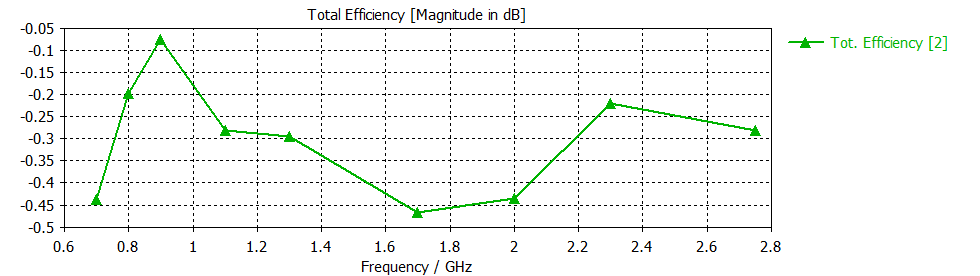 Total Efficiency [Magnitude in dB]
-0.05
-0.1
-0.15
-0.2
-0.25
-0.3
-0.35
-0.4
-0.45
-0.5
0.6 0.8 1 1.2 1.4 1.6 1.8 2 2.2 2.4 2.6 2.8
Frequency / GHz
Tot. Efficiency [2]